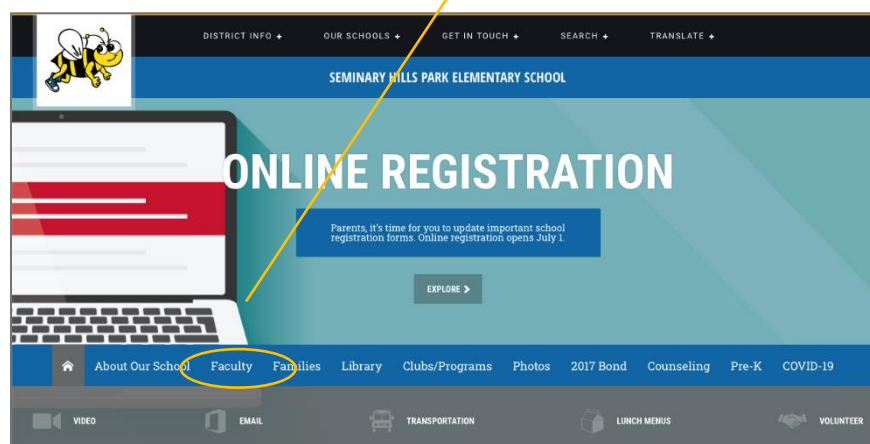 DISTRICT INFO + OUR SCHOOLS + GET IN TOUCH + SEARCH + TRANSLATE +
SEMINARY HILLS PARK ELEMENTARY SCHOOL
ONLINE REGISTRATION
Parents, it's time for you to update important school
registration forms. Online registration opens July 1.
EXPLORE >
About Our School Faculty Families Library Clubs/Programs Photos 2017 Bond Counseling Pre-K COVID-19
VIDEO EMAIL TRANSPORTATION LUNCH MENUS VOLUNTEER